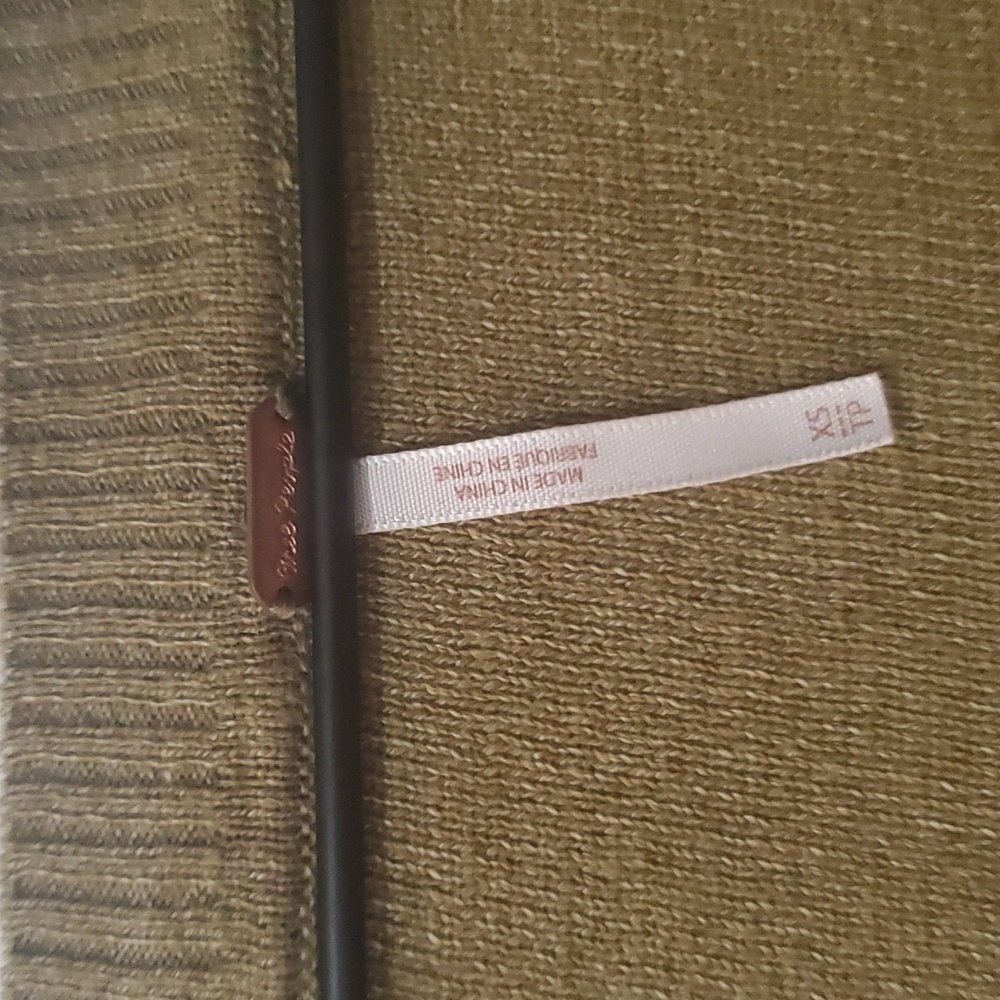 Free People
MADE IN CHINA
FABRIQUE EN CHINE
XS
TP